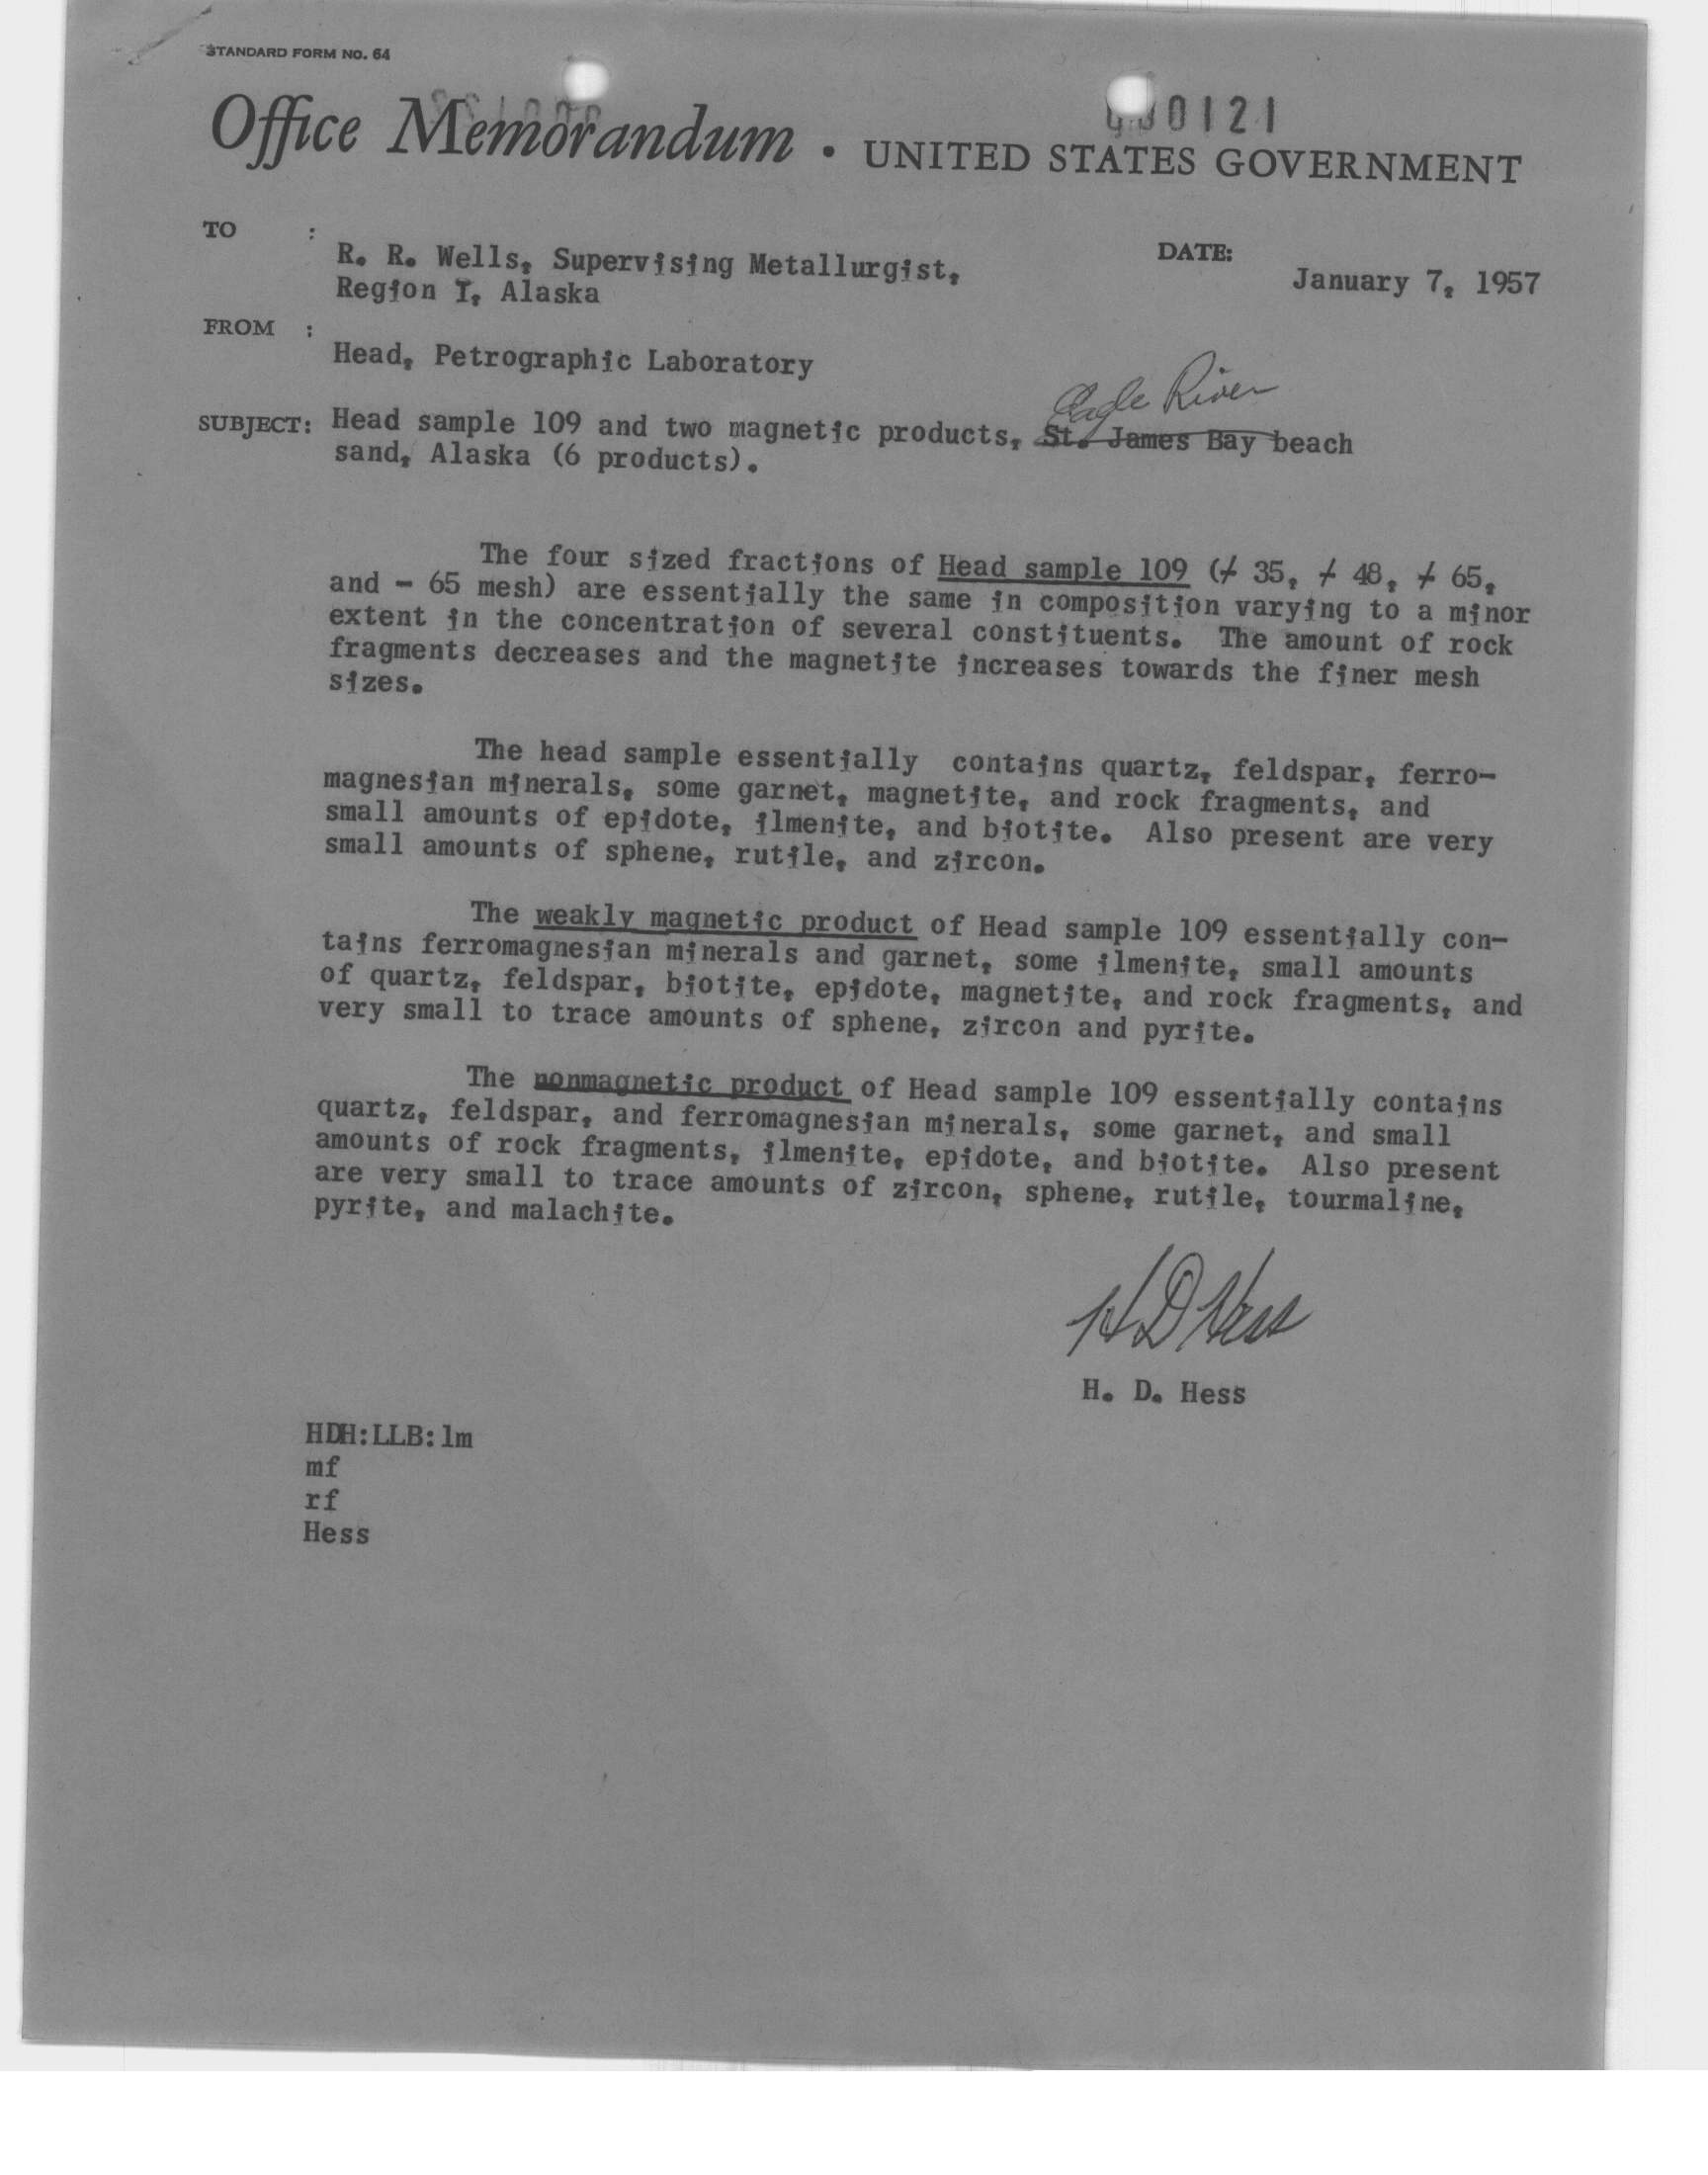 STANDARD FORM NO. 64
000121
Office Memorandum • UNITED STATES GOVERNMENT
TO :
R. R. Wells, Supervising Metallurgist,
Region I, Alaska
DATE:
January 7, 1957
FROM :
Head, Petrographic Laboratory
Eagle River
SUBJECT: Head sample 109 and two magnetic products, St. James Bay beach
sand, Alaska (6 products).
The four sized fractions of Head sample 109 (+ 35, + 48, + 65,
and - 65 mesh) are essentially the same in composition varying to a minor
extent in the concentration of several constituents. The amount of rock
fragments decreases and the magnetite increases towards the finer mesh
sizes.
The head sample essentially contains quartz, feldspar, ferro-
magnesian minerals, some garnet, magnetite, and rock fragments, and
small amounts of epidote, ilmenite, and biotite. Also present are very
small amounts of sphene, rutile, and zircon.
The weakly magnetic product of Head sample 109 essentially con-
tains ferromagnesian minerals and garnet, some ilmenite, small amounts
of quartz, feldspar, biotite, epidote, magnetite, and rock fragments, and
very small to trace amounts of sphene, zircon and pyrite.
The nonmagnetic product of Head sample 109 essentially contains
quartz, feldspar, and ferromagnesian minerals, some garnet, and small
amounts of rock fragments, ilmenite, epidote, and biotite. Also present
are very small to trace amounts of zircon, sphene, rutile, tourmaline,
pyrite, and malachite.
H D Hess
H. D. Hess
HDH:LLB:lm
mf
rf
Hess